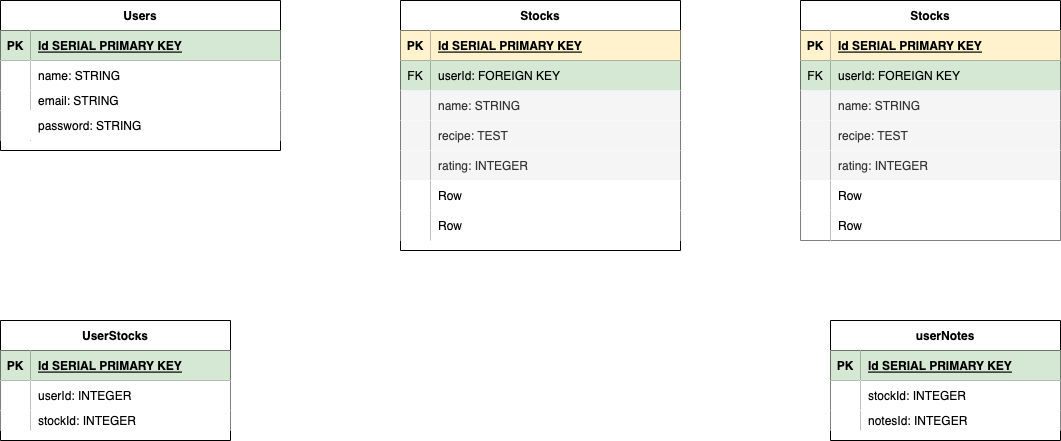 Users
PK Id SERIAL PRIMARY KEY
name: STRING
email: STRING
password: STRING
Stocks
PK Id SERIAL PRIMARY KEY
FK userId: FOREIGN KEY
name: STRING
recipe: TEST
rating: INTEGER
Row
Row
Stocks
PK Id SERIAL PRIMARY KEY
FK userId: FOREIGN KEY
name: STRING
recipe: TEST
rating: INTEGER
Row
Row
UserStocks
PK Id SERIAL PRIMARY KEY
userId: INTEGER
stockId: INTEGER
userNotes
PK Id SERIAL PRIMARY KEY
stockId: INTEGER
notesId: INTEGER